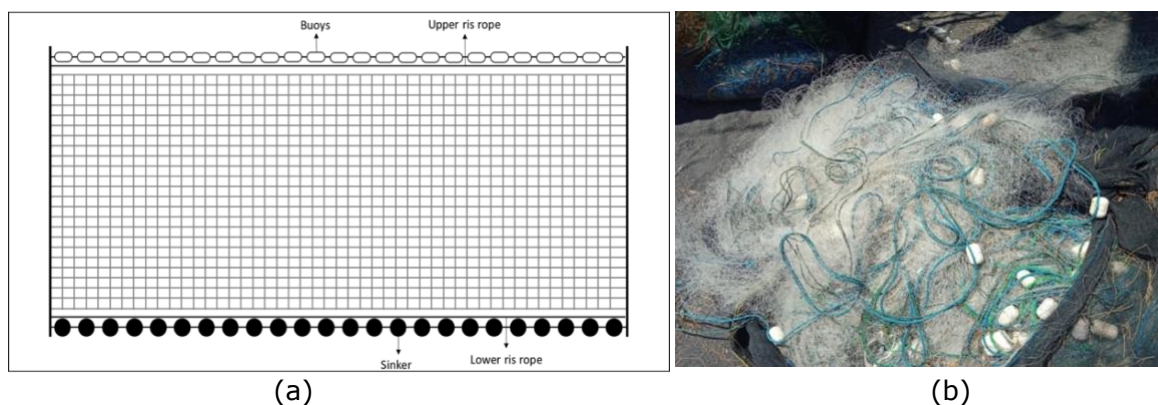 Buoys
Upper ris rope
Sinker
Lower ris rope
(a)
(b)